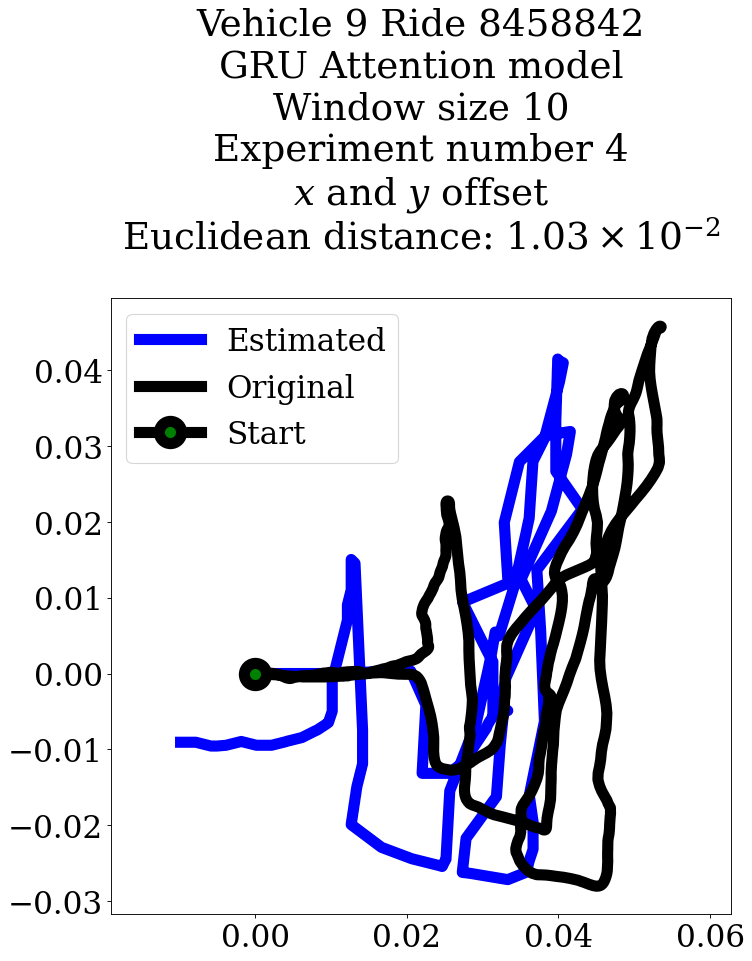 Vehicle 9 Ride 8458842
GRU Attention model
Window size 10
Experiment number 4
x and y offset
Euclidean distance: 1.03 × 10⁻²
Estimated
Original
Start
0.04
0.03
0.02
0.01
0.00
−0.01
−0.02
−0.03
0.00 0.02 0.04 0.06